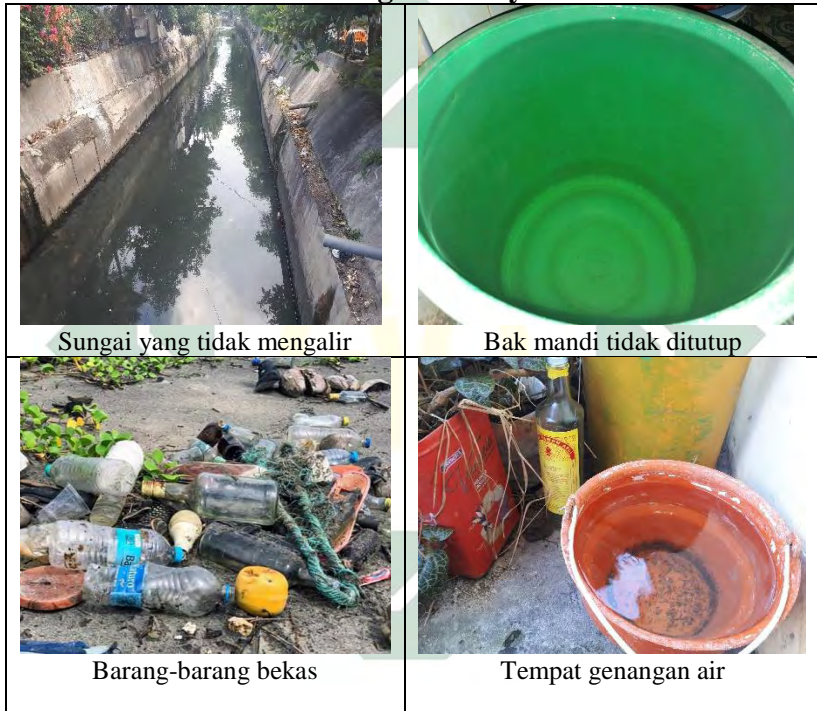 Sungai yang tidak mengalir
Bak mandi tidak ditutup
Barang-barang bekas
Tempat genangan air